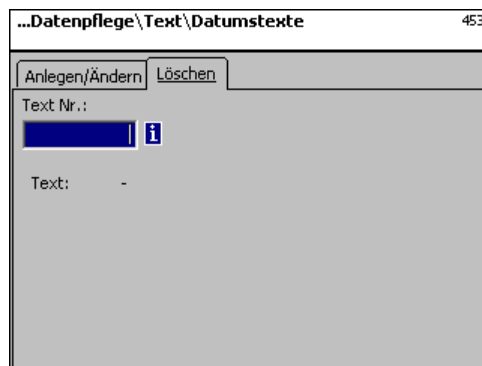 ...Datenpflege\Text\Datumstexte 453
Anlegen/Ändern Löschen
Text Nr.:
i
Text: -